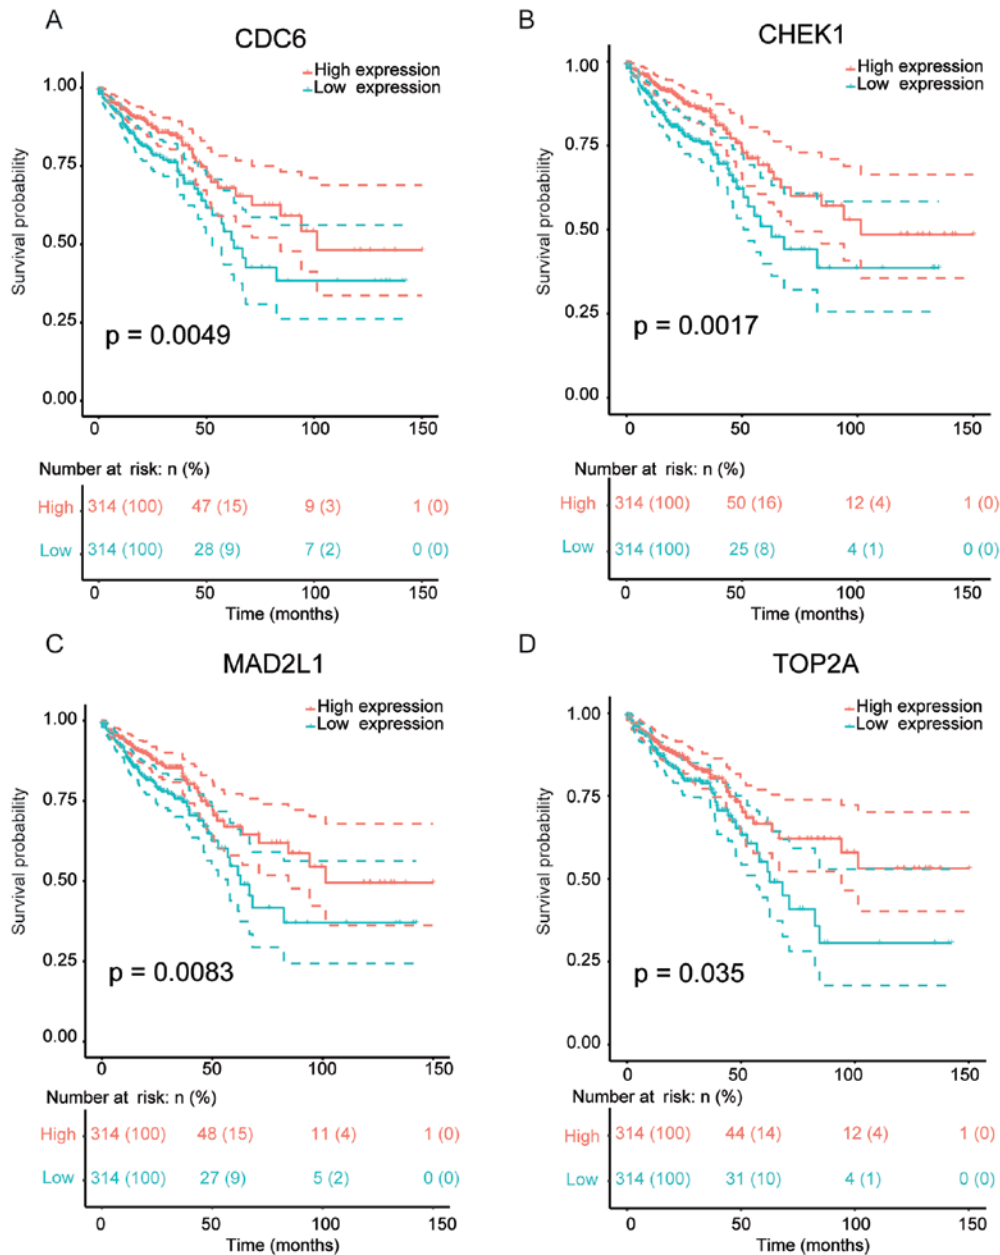 A
CDC6
High expression
Low expression
1.00
0.75
0.50
0.25
0.00
Survival probability
p = 0.0049
0 50 100 150
Number at risk: n (%)
High 314 (100) 47 (15) 9 (3) 1 (0)
Low 314 (100) 28 (9) 7 (2) 0 (0)
0 50 100 150
Time (months)
B
CHEK1
High expression
Low expression
1.00
0.75
0.50
0.25
0.00
Survival probability
p = 0.0017
0 50 100 150
Number at risk: n (%)
High 314 (100) 50 (16) 12 (4) 1 (0)
Low 314 (100) 25 (8) 4 (1) 0 (0)
0 50 100 150
Time (months)
C
MAD2L1
High expression
Low expression
1.00
0.75
0.50
0.25
0.00
Survival probability
p = 0.0083
0 50 100 150
Number at risk: n (%)
High 314 (100) 48 (15) 11 (4) 1 (0)
Low 314 (100) 27 (9) 5 (2) 0 (0)
0 50 100 150
Time (months)
D
TOP2A
High expression
Low expression
1.00
0.75
0.50
0.25
0.00
Survival probability
p = 0.035
0 50 100 150
Number at risk: n (%)
High 314 (100) 44 (14) 12 (4) 1 (0)
Low 314 (100) 31 (10) 4 (1) 0 (0)
0 50 100 150
Time (months)